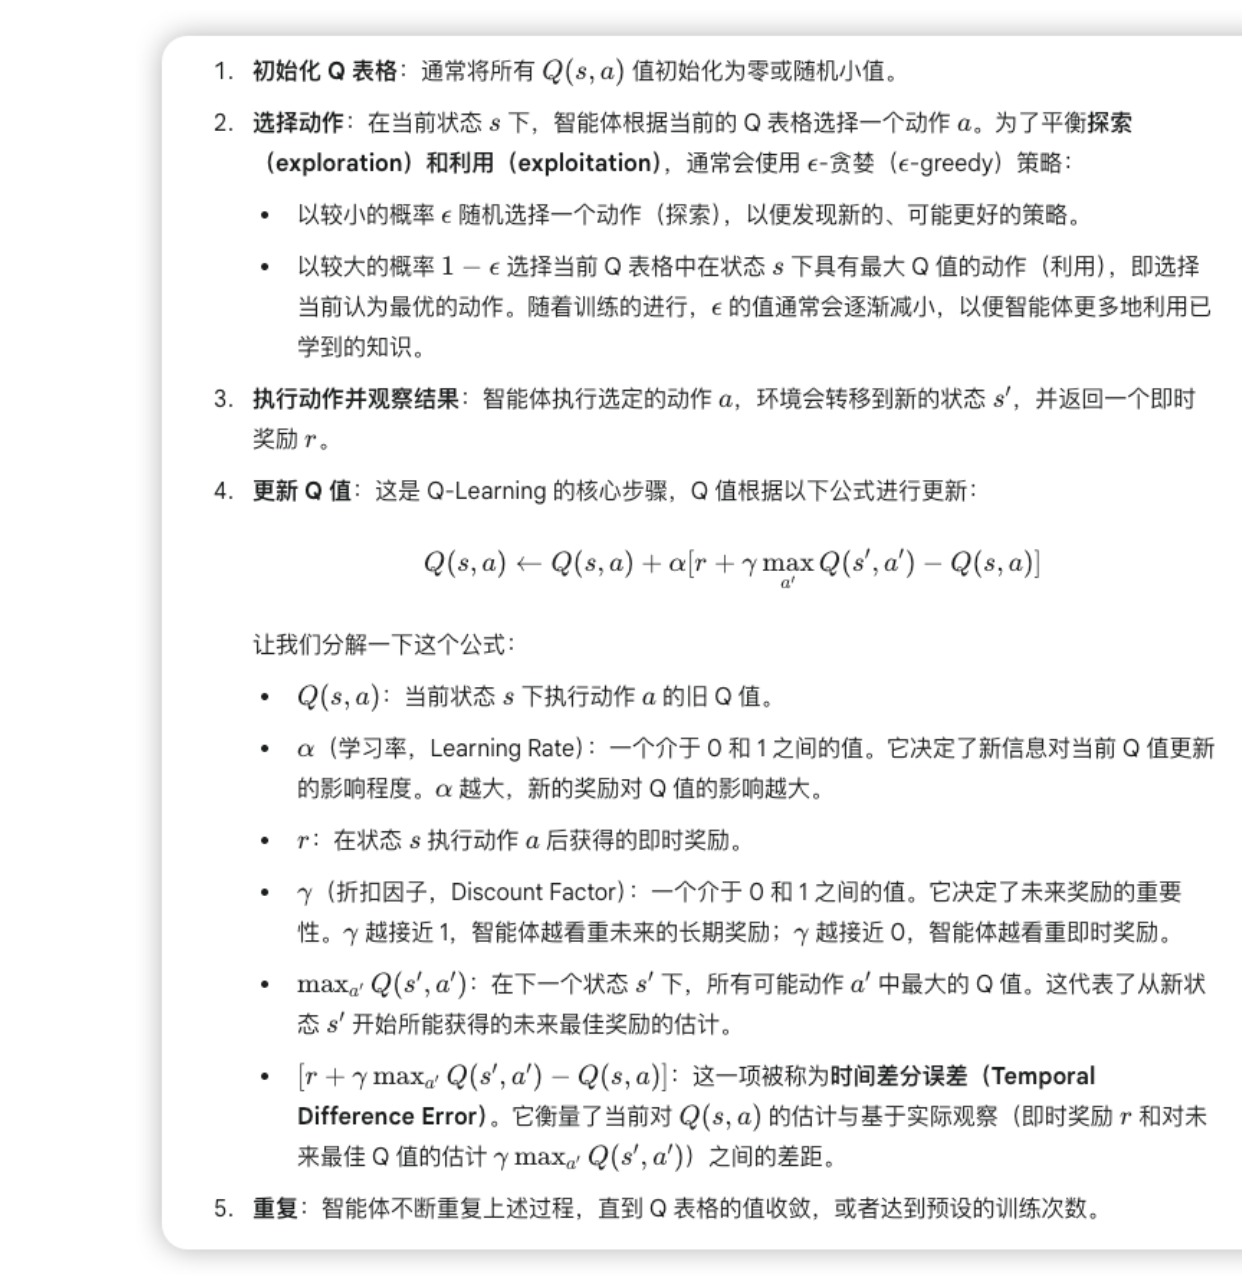 1. 初始化 Q 表格：通常将所有 Q(s, a) 值初始化为零或随机小值。
2. 选择动作：在当前状态 s 下，智能体根据当前的 Q 表格选择一个动作 a。为了平衡探索
（exploration）和利用（exploitation），通常会使用 ϵ-贪婪（ϵ-greedy）策略：
• 以较小的概率 ϵ 随机选择一个动作（探索），以便发现新的、可能更好的策略。
• 以较大的概率 1 − ϵ 选择当前 Q 表格中在状态 s 下具有最大 Q 值的动作（利用），即选择
当前认为最优的动作。随着训练的进行，ϵ 的值通常会逐渐减小，以便智能体更多地利用已
学到的知识。
3. 执行动作并观察结果：智能体执行选定的动作 a，环境会转移到新的状态 s′，并返回一个即时
奖励 r。
4. 更新 Q 值：这是 Q-Learning 的核心步骤，Q 值根据以下公式进行更新：
Q(s, a) ← Q(s, a) + α[r + γ max_{a′} Q(s′, a′) − Q(s, a)]
让我们分解一下这个公式：
• Q(s, a)：当前状态 s 下执行动作 a 的旧 Q 值。
• α（学习率，Learning Rate）：一个介于 0 和 1 之间的值。它决定了新信息对当前 Q 值更新
的影响程度。α 越大，新的奖励对 Q 值的影响越大。
• r：在状态 s 执行动作 a 后获得的即时奖励。
• γ（折扣因子，Discount Factor）：一个介于 0 和 1 之间的值。它决定了未来奖励的重要
性。γ 越接近 1，智能体越看重未来的长期奖励；γ 越接近 0，智能体越看重即时奖励。
• max_{a′} Q(s′, a′)：在下一个状态 s′ 下，所有可能动作 a′ 中最大的 Q 值。这代表了从新状
态 s′ 开始所能获得的未来最佳奖励的估计。
• [r + γ max_{a′} Q(s′, a′) − Q(s, a)]：这一项被称为时间差分误差（Temporal
Difference Error）。它衡量了当前对 Q(s, a) 的估计与基于实际观察（即时奖励 r 和对未
来最佳 Q 值的估计 γ max_{a′} Q(s′, a′)）之间的差距。
5. 重复：智能体不断重复上述过程，直到 Q 表格的值收敛，或者达到预设的训练次数。